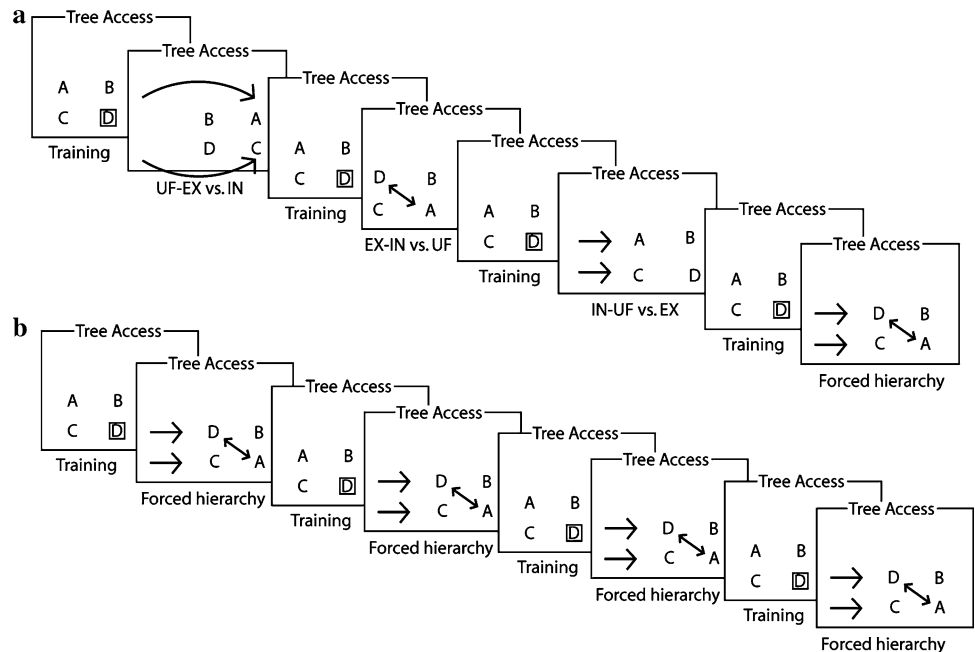 a
Tree Access
A B
C D
Training
Tree Access
B A
D C
UF-EX vs. IN
Tree Access
A B
C D
Training
Tree Access
D B
C A
EX-IN vs. UF
Tree Access
A B
C D
Training
Tree Access
A B
C D
IN-UF vs. EX
Tree Access
A B
C D
Training
Tree Access
D B
C A
Forced hierarchy
b
Tree Access
A B
C D
Training
Tree Access
D B
C A
Forced hierarchy
Tree Access
A B
C D
Training
Tree Access
D B
C A
Forced hierarchy
Tree Access
A B
C D
Training
Tree Access
D B
C A
Forced hierarchy
Tree Access
A B
C D
Training
Tree Access
D B
C A
Forced hierarchy